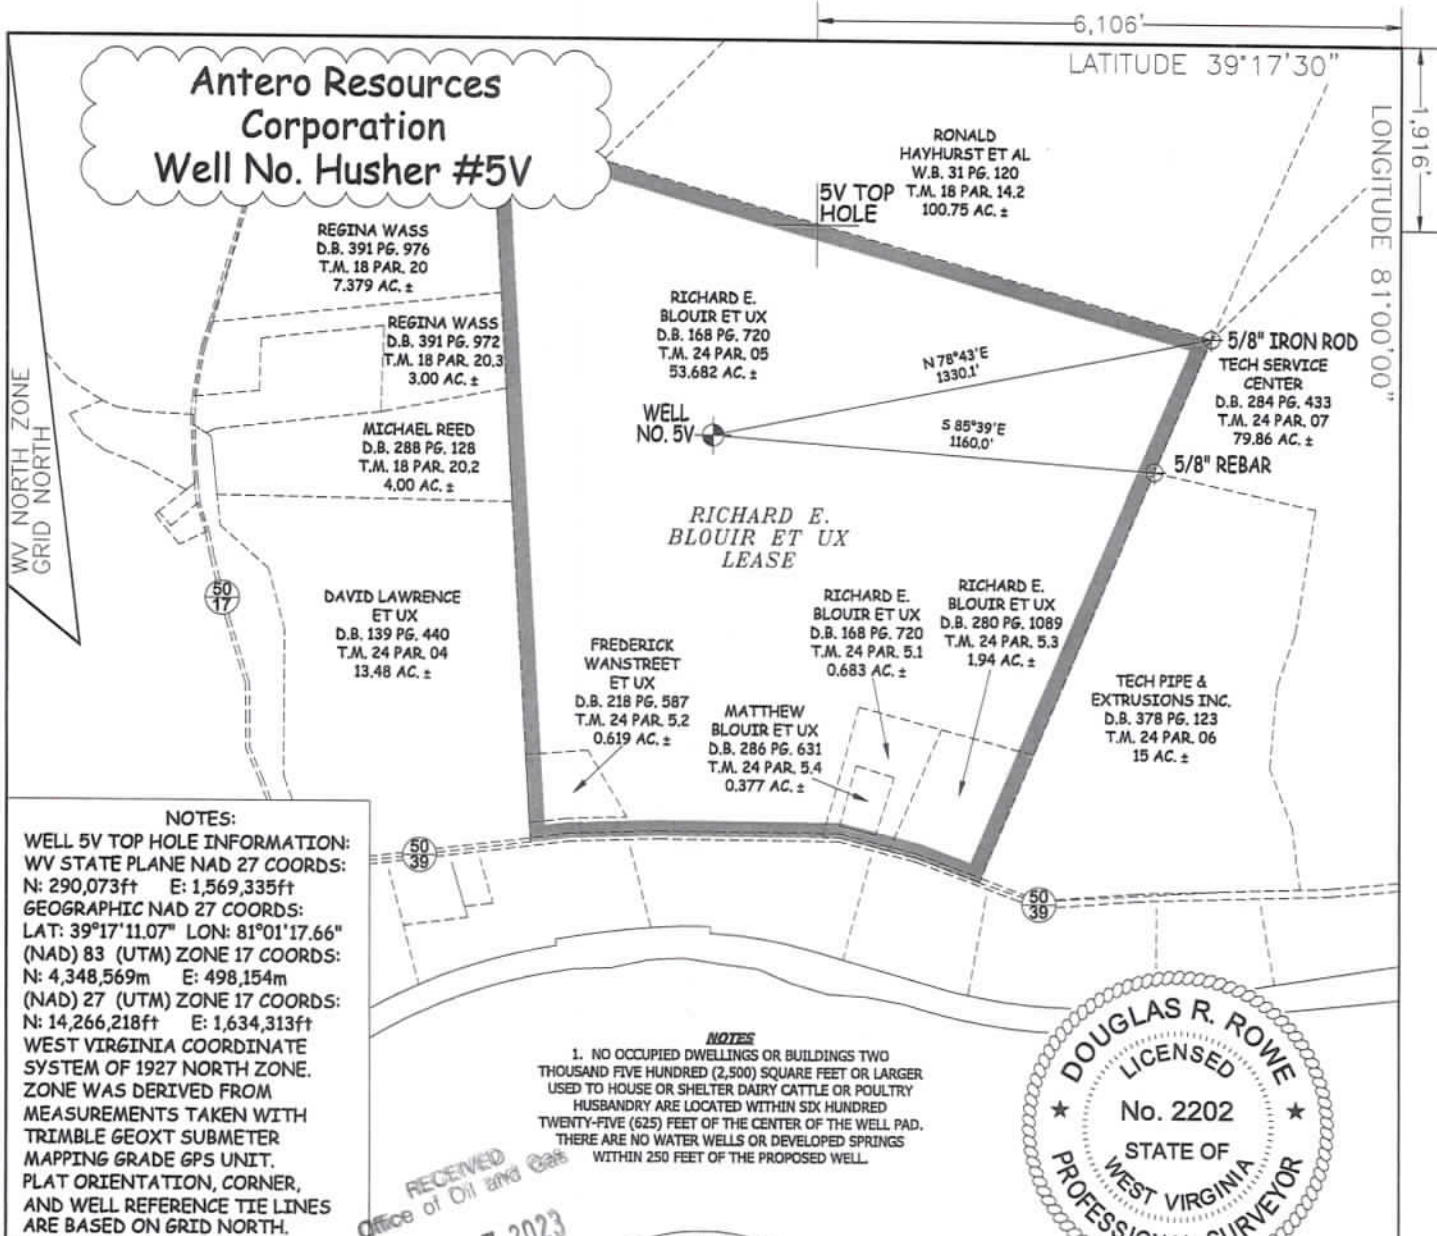 6,106'
LATITUDE 39°17'30"
1,916'
LONGITUDE 81°00'00"
Antero Resources
Corporation
Well No. Husher #5V
WV NORTH ZONE
GRID NORTH
RONALD
HAYHURST ET AL
W.B. 31 PG. 120
T.M. 18 PAR. 14.2
100.75 AC. ±
5V TOP
HOLE
REGINA WASS
D.B. 391 PG. 976
T.M. 18 PAR. 20
7.379 AC. ±
REGINA WASS
D.B. 391 PG. 972
T.M. 18 PAR. 20.3
3.00 AC. ±
RICHARD E.
BLOUIR ET UX
D.B. 168 PG. 720
T.M. 24 PAR. 05
53.682 AC. ±
N 78°43'E
1330.1'
5/8" IRON ROD
TECH SERVICE
CENTER
D.B. 284 PG. 433
T.M. 24 PAR. 07
79.86 AC. ±
MICHAEL REED
D.B. 288 PG. 128
T.M. 18 PAR. 20.2
4.00 AC. ±
WELL
NO. 5V
S 85°39'E
1160.0'
5/8" REBAR
RICHARD E.
BLOUIR ET UX
LEASE
50
17
DAVID LAWRENCE
ET UX
D.B. 139 PG. 440
T.M. 24 PAR. 04
13.48 AC. ±
FREDERICK
WANSTREET
ET UX
D.B. 218 PG. 587
T.M. 24 PAR. 5.2
0.619 AC. ±
MATTHEW
BLOUIR ET UX
D.B. 286 PG. 631
T.M. 24 PAR. 5.4
0.377 AC. ±
RICHARD E.
BLOUIR ET UX
D.B. 168 PG. 720
T.M. 24 PAR. 5.1
0.683 AC. ±
RICHARD E.
BLOUIR ET UX
D.B. 280 PG. 1089
T.M. 24 PAR. 5.3
1.94 AC. ±
TECH PIPE &
EXTRUSIONS INC.
D.B. 378 PG. 123
T.M. 24 PAR. 06
15 AC. ±
50
39
50
39
NOTES:
WELL 5V TOP HOLE INFORMATION:
WV STATE PLANE NAD 27 COORDS:
N: 290,073ft E: 1,569,335ft
GEOGRAPHIC NAD 27 COORDS:
LAT: 39°17'11.07" LON: 81°01'17.66"
(NAD) 83 (UTM) ZONE 17 COORDS:
N: 4,348,569m E: 498,154m
(NAD) 27 (UTM) ZONE 17 COORDS:
N: 14,266,218ft E: 1,634,313ft
WEST VIRGINIA COORDINATE
SYSTEM OF 1927 NORTH ZONE.
ZONE WAS DERIVED FROM
MEASUREMENTS TAKEN WITH
TRIMBLE GEOXT SUBMETER
MAPPING GRADE GPS UNIT.
PLAT ORIENTATION, CORNER,
AND WELL REFERENCE TIE LINES
ARE BASED ON GRID NORTH.
NOTES
1. NO OCCUPIED DWELLINGS OR BUILDINGS TWO
THOUSAND FIVE HUNDRED (2,500) SQUARE FEET OR LARGER
USED TO HOUSE OR SHELTER DAIRY CATTLE OR POULTRY
HUSBANDRY ARE LOCATED WITHIN SIX HUNDRED
TWENTY-FIVE (625) FEET OF THE CENTER OF THE WELL PAD.
THERE ARE NO WATER WELLS OR DEVELOPED SPRINGS
WITHIN 250 FEET OF THE PROPOSED WELL.
RECEIVED
Office of Oil and Gas
2023
DOUGLAS R. ROWE
LICENSED
No. 2202
STATE OF
WEST VIRGINIA
PROFESSIONAL SURVEYOR